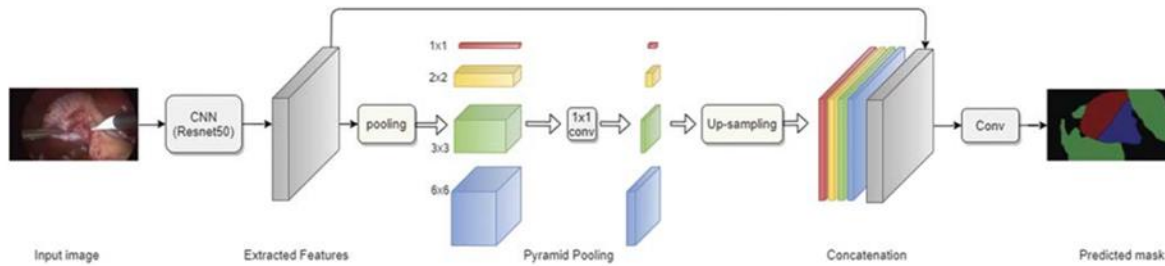 1x1
2x2
3x3
6x6
CNN
(Resnet50)
pooling
1x1
conv
Up-sampling
Conv
Input image
Extracted Features
Pyramid Pooling
Concatenation
Predicted mask